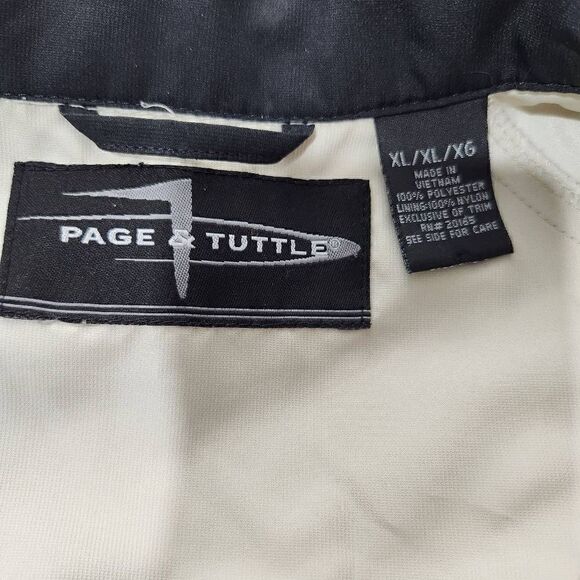 PAGE & TUTTLE®
XL/XL/XG
MADE IN
VIETNAM
100% POLYESTER
LINING:100% NYLON
EXCLUSIVE OF TRIM
RN# 20165
SEE SIDE FOR CARE